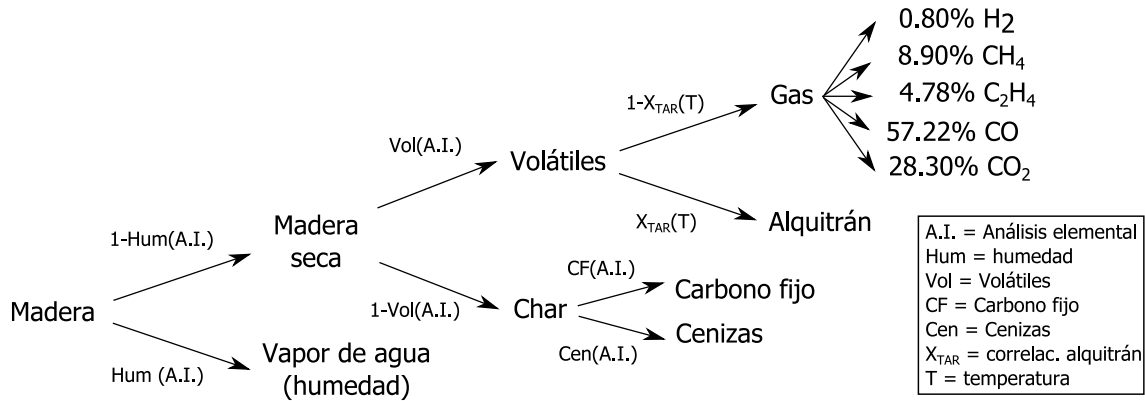 0.80% H2
8.90% CH4
4.78% C2H4
57.22% CO
28.30% CO2
Gas
1-XTAR(T)
Vol(A.I.)
Volátiles
XTAR(T)
Alquitrán
Madera
seca
1-Hum(A.I.)
CF(A.I.)
Carbono fijo
1-Vol(A.I.)
Char
Cenizas
Cen(A.I.)
Madera
Hum (A.I.)
Vapor de agua
(humedad)
A.I. = Análisis elemental
Hum = humedad
Vol = Volátiles
CF = Carbono fijo
Cen = Cenizas
XTAR = correlac. alquitrán
T = temperatura